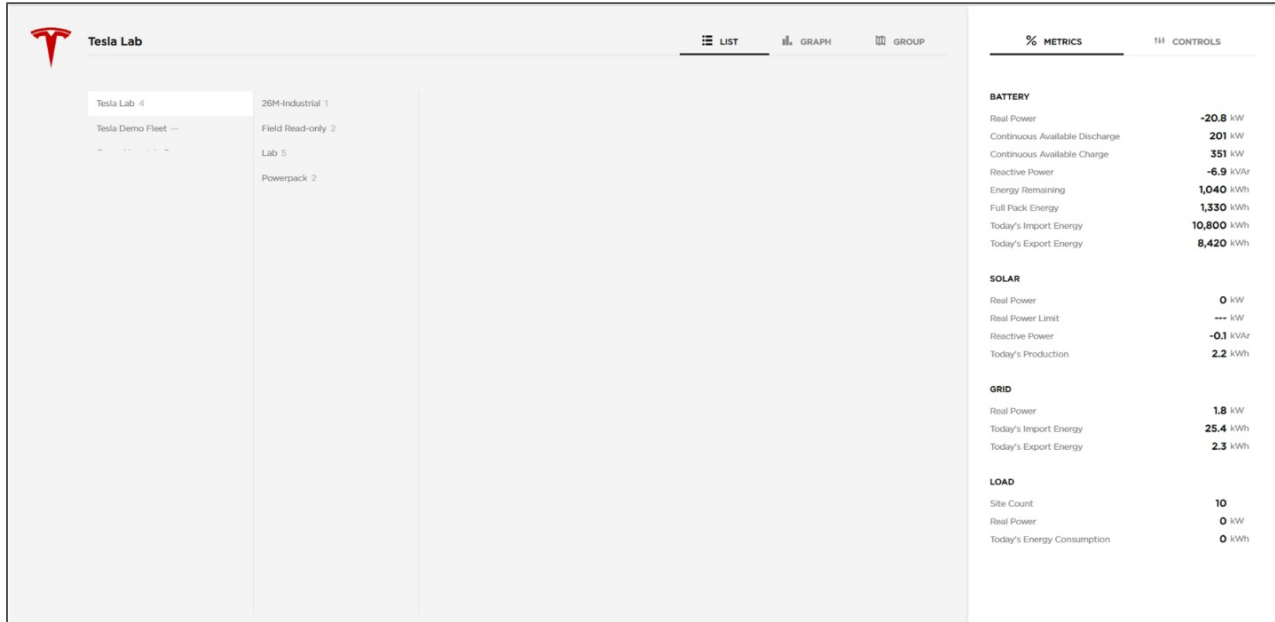 Tesla Lab
LIST
GRAPH
GROUP
Tesla Lab 4
Tesla Demo Fleet --
26M-Industrial 1
Field Read-only 2
Lab 5
Powerpack 2
METRICS
CONTROLS
BATTERY
Real Power -20.8 kW
Continuous Available Discharge 201 kW
Continuous Available Charge 351 kW
Reactive Power -6.9 kVAr
Energy Remaining 1,040 kWh
Full Pack Energy 1,330 kWh
Today's Import Energy 10,800 kWh
Today's Export Energy 8,420 kWh
SOLAR
Real Power 0 kW
Real Power Limit --- kW
Reactive Power -0.1 kVAr
Today's Production 2.2 kWh
GRID
Real Power 1.8 kW
Today's Import Energy 25.4 kWh
Today's Export Energy 2.3 kWh
LOAD
Site Count 10
Real Power 0 kW
Today's Energy Consumption 0 kWh